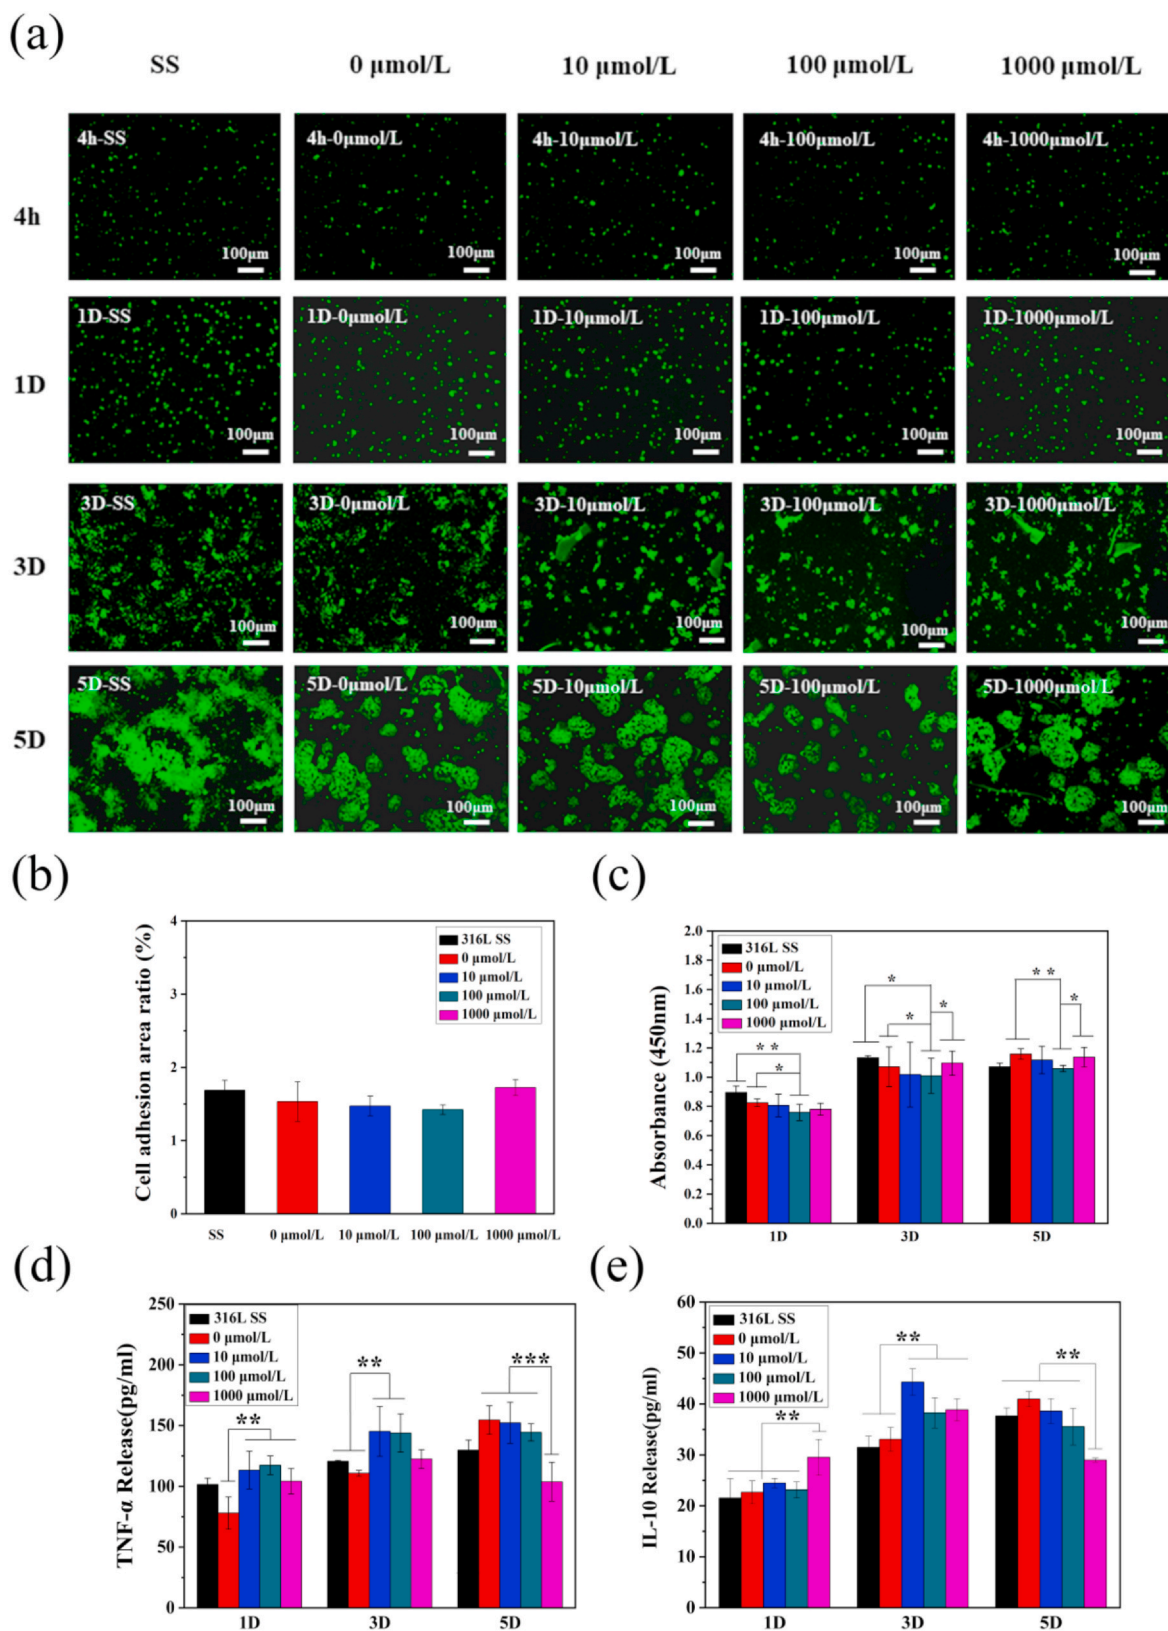 (a)
SS 0 μmol/L 10 μmol/L 100 μmol/L 1000 μmol/L
4h
4h-SS 4h-0μmol/L 4h-10μmol/L 4h-100μmol/L 4h-1000μmol/L
100μm 100μm 100μm 100μm 100μm
1D
1D-SS 1D-0μmol/L 1D-10μmol/L 1D-100μmol/L 1D-1000μmol/L
100μm 100μm 100μm 100μm 100μm
3D
3D-SS 3D-0μmol/L 3D-10μmol/L 3D-100μmol/L 3D-1000μmol/L
100μm 100μm 100μm 100μm 100μm
5D
5D-SS 5D-0μmol/L 5D-10μmol/L 5D-100μmol/L 5D-1000μmol/L
100μm 100μm 100μm 100μm 100μm
(b)
Cell adhesion area ratio (%)
4
3
2
1
0
316L SS
0 μmol/L
10 μmol/L
100 μmol/L
1000 μmol/L
SS 0 μmol/L 10 μmol/L 100 μmol/L 1000 μmol/L
(c)
Absorbance (450nm)
2.0
1.8
1.6
1.4
1.2
1.0
0.8
0.6
0.4
0.2
0.0
316L SS
0 μmol/L
10 μmol/L
100 μmol/L
1000 μmol/L
* *
*
*
*
*
* *
*
1D 3D 5D
(d)
TNF-α Release(pg/ml)
250
200
150
100
50
0
316L SS
0 μmol/L
10 μmol/L
100 μmol/L
1000 μmol/L
**
**
***
1D 3D 5D
(e)
IL-10 Release(pg/ml)
60
50
40
30
20
10
0
316L SS
0 μmol/L
10 μmol/L
100 μmol/L
1000 μmol/L
**
**
**
1D 3D 5D